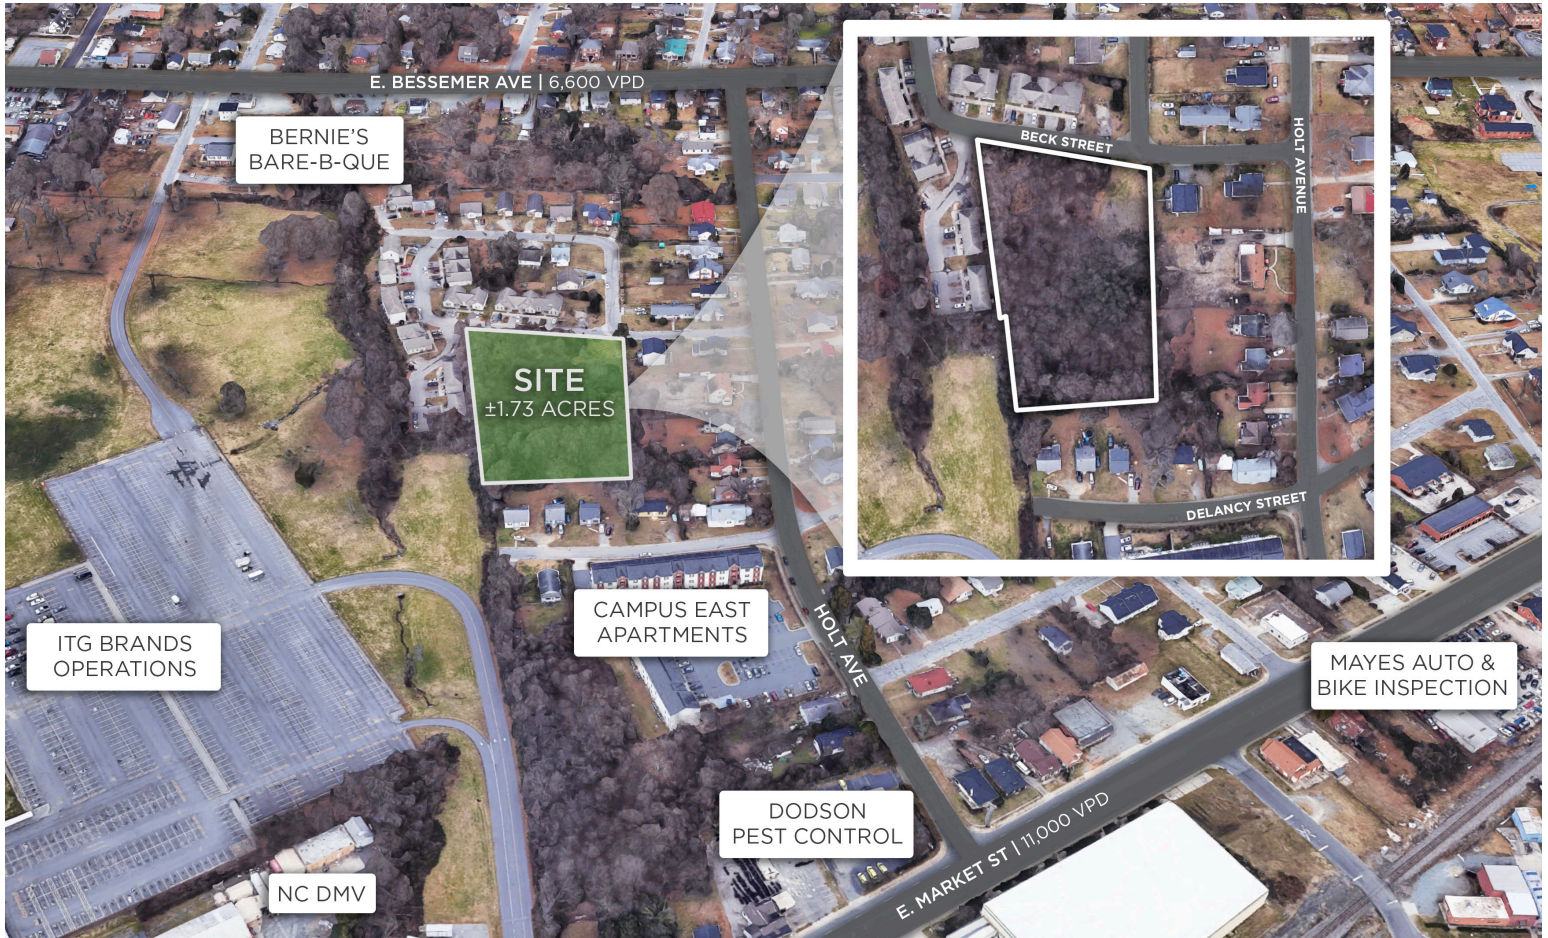 E. BESSEMER AVE | 6,600 VPD
BERNIE'S
BARE-B-QUE
BECK STREET
HOLT AVENUE
DELANCY STREET
SITE
±1.73 ACRES
CAMPUS EAST
APARTMENTS
HOLT AVE
ITG BRANDS
OPERATIONS
MAYES AUTO &
BIKE INSPECTION
DODSON
PEST CONTROL
E. MARKET ST | 11,000 VPD
NC DMV